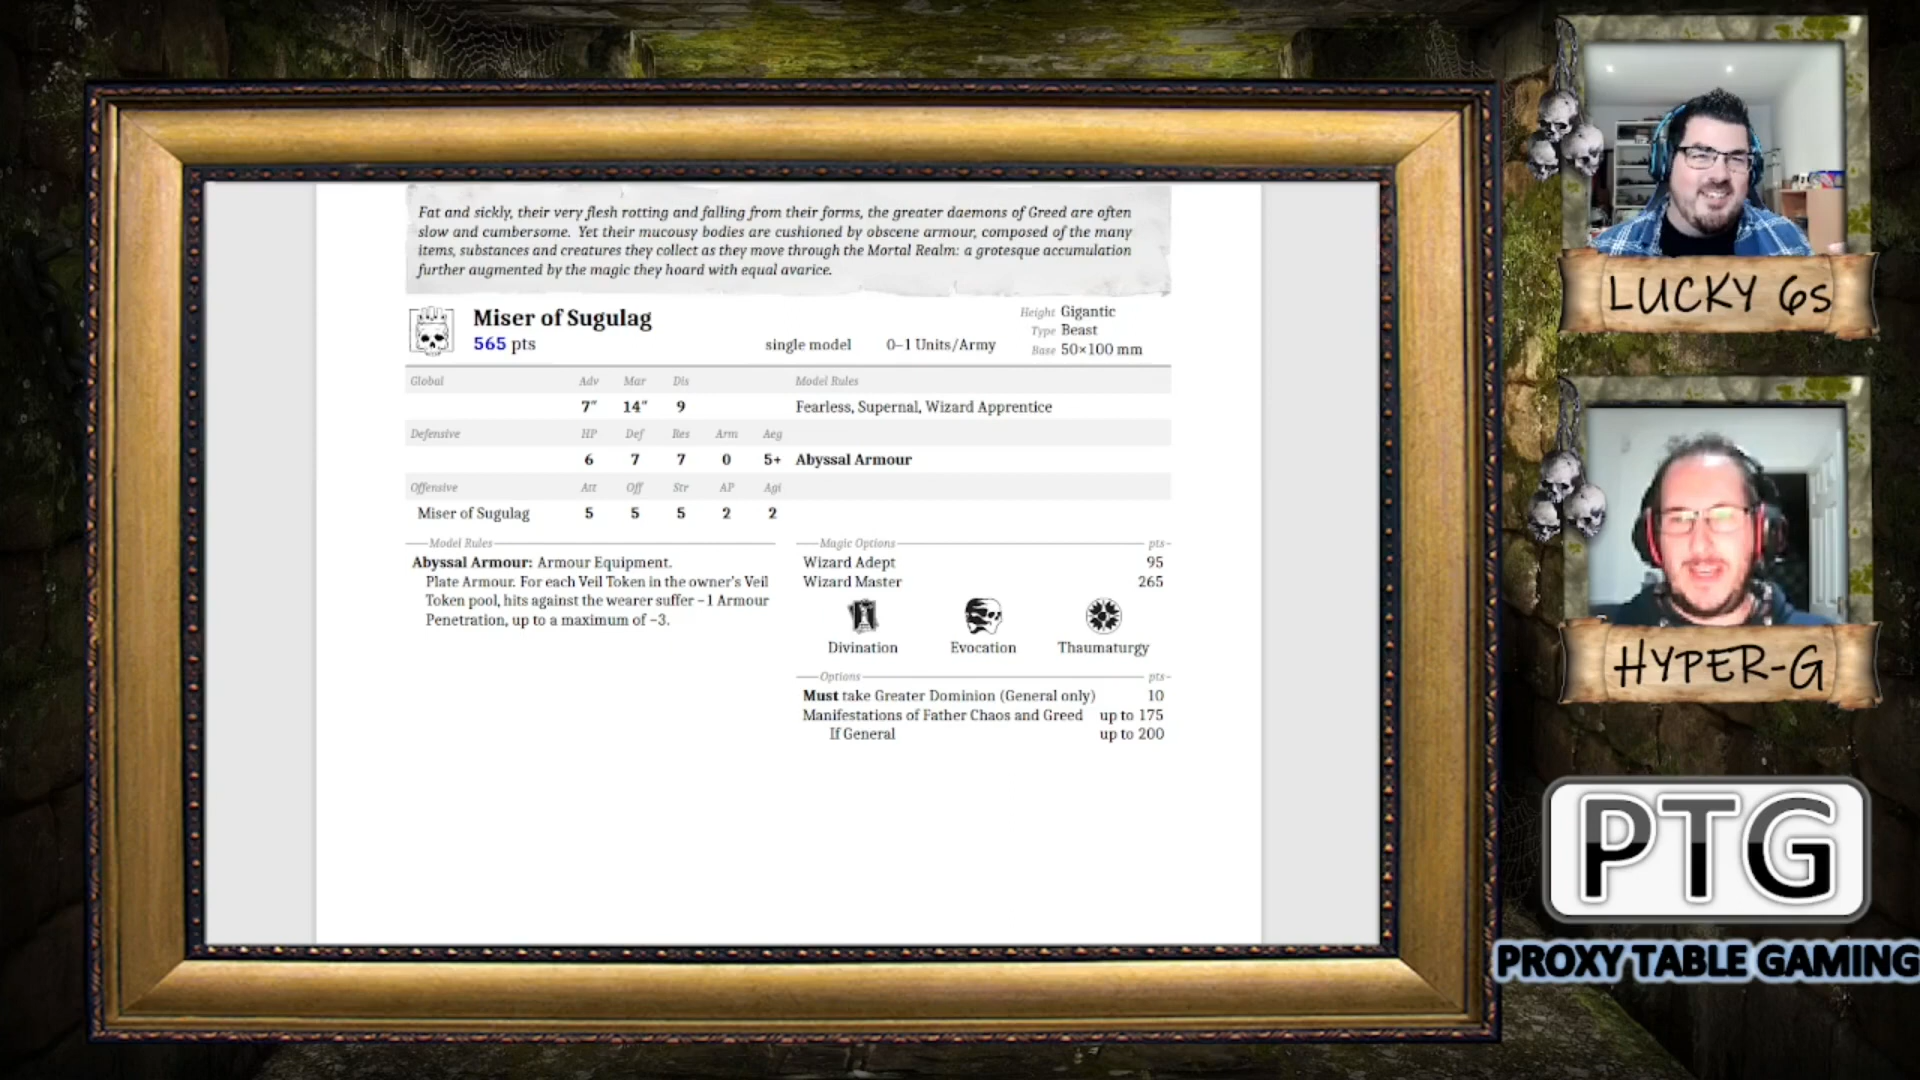 Fat and sickly, their very flesh rotting and falling from their forms, the greater daemons of Greed are often
slow and cumbersome. Yet their mucousy bodies are cushioned by obscene armour, composed of the many
items, substances and creatures they collect as they move through the Mortal Realm: a grotesque accumulation
further augmented by the magic they hoard with equal avarice.
Miser of Sugulag
565 pts
single model
0–1 Units/Army
Height Gigantic
Type Beast
Base 50×100 mm
Global Adv Mar Dis Model Rules
7″ 14″ 9 Fearless, Supernal, Wizard Apprentice
Defensive HP Def Res Arm Aeg
6 7 7 0 5+ Abyssal Armour
Offensive Att Off Str AP Agi
Miser of Sugulag 5 5 5 2 2
Model Rules
Abyssal Armour: Armour Equipment.
Plate Armour. For each Veil Token in the owner's Veil
Token pool, hits against the wearer suffer −1 Armour
Penetration, up to a maximum of −3.
Magic Options pts
Wizard Adept 95
Wizard Master 265
Divination Evocation Thaumaturgy
Options pts
Must take Greater Dominion (General only) 10
Manifestations of Father Chaos and Greed up to 175
If General up to 200
LUCKY 6s
HYPER-G
PTG
PROXY TABLE GAMING